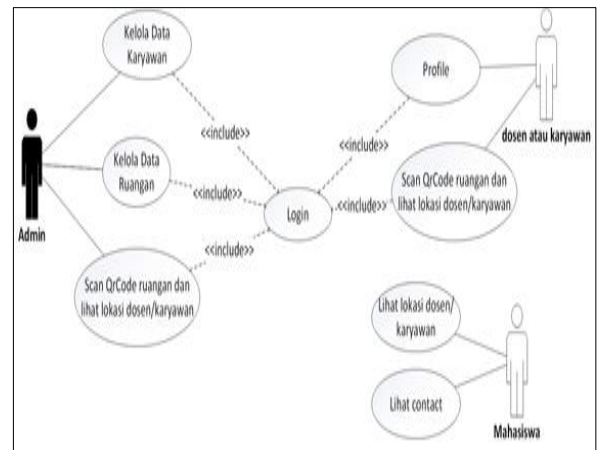 Kelola Data
Karyawan
<<include>>
Kelola Data
Ruangan
<<include>>
Admin
<<include>>
Scan QrCode ruangan dan
lihat lokasi dosen/karyawan
Login
Profile
dosen atau karyawan
<<include>>
Scan QrCode ruangan dan
lihat lokasi dosen/karyawan
<<include>>
Lihat lokasi dosen/
karyawan
Lihat contact
Mahasiswa